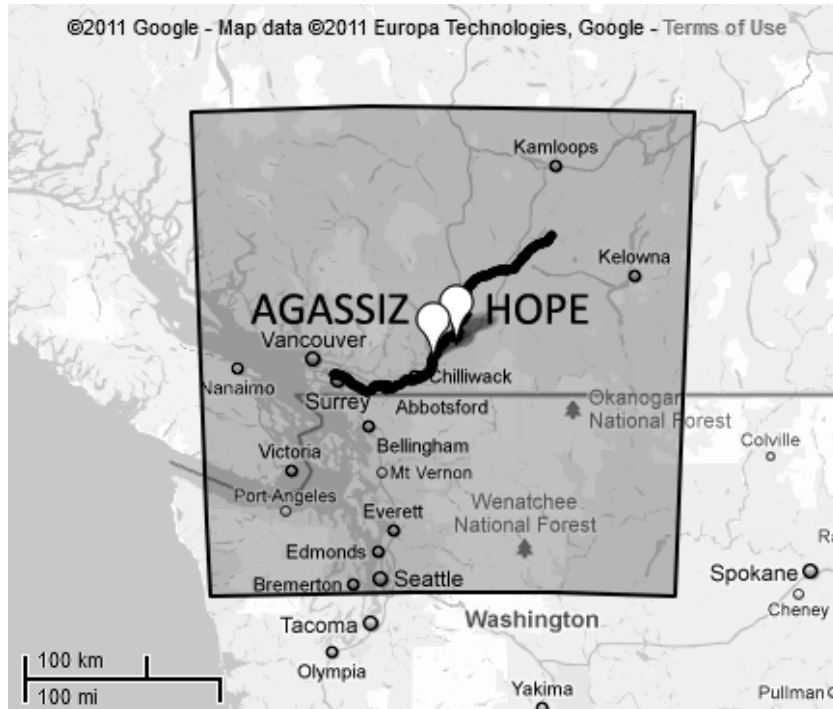 ©2011 Google - Map data ©2011 Europa Technologies, Google - Terms of Use
Kamloops
Kelowna
AGASSIZ HOPE
Vancouver
Nanaimo
Surrey
Chilliwack
Abbotsford
Okanogan
National Forest
Bellingham
Colville
Victoria
Mt Vernon
Port Angeles
Everett
Wenatchee
National Forest
Edmonds
Bremerton
Seattle
Spokane
Cheney
Washington
Tacoma
Olympia
100 km
100 mi
Yakima
Pullman